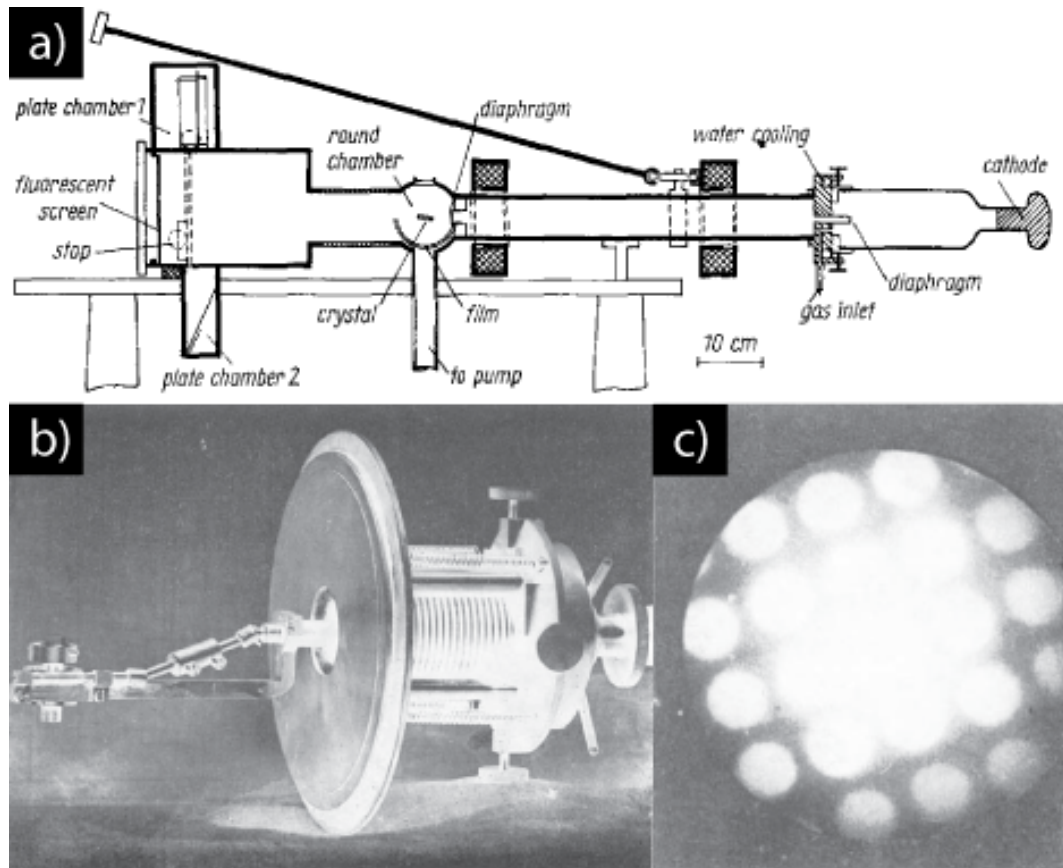 a)
plate chamber 1
fluorescent
screen
stop
round
chamber
diaphragm
water cooling
cathode
crystal
film
diaphragm
gas inlet
plate chamber 2
to pump
10 cm
b)
c)